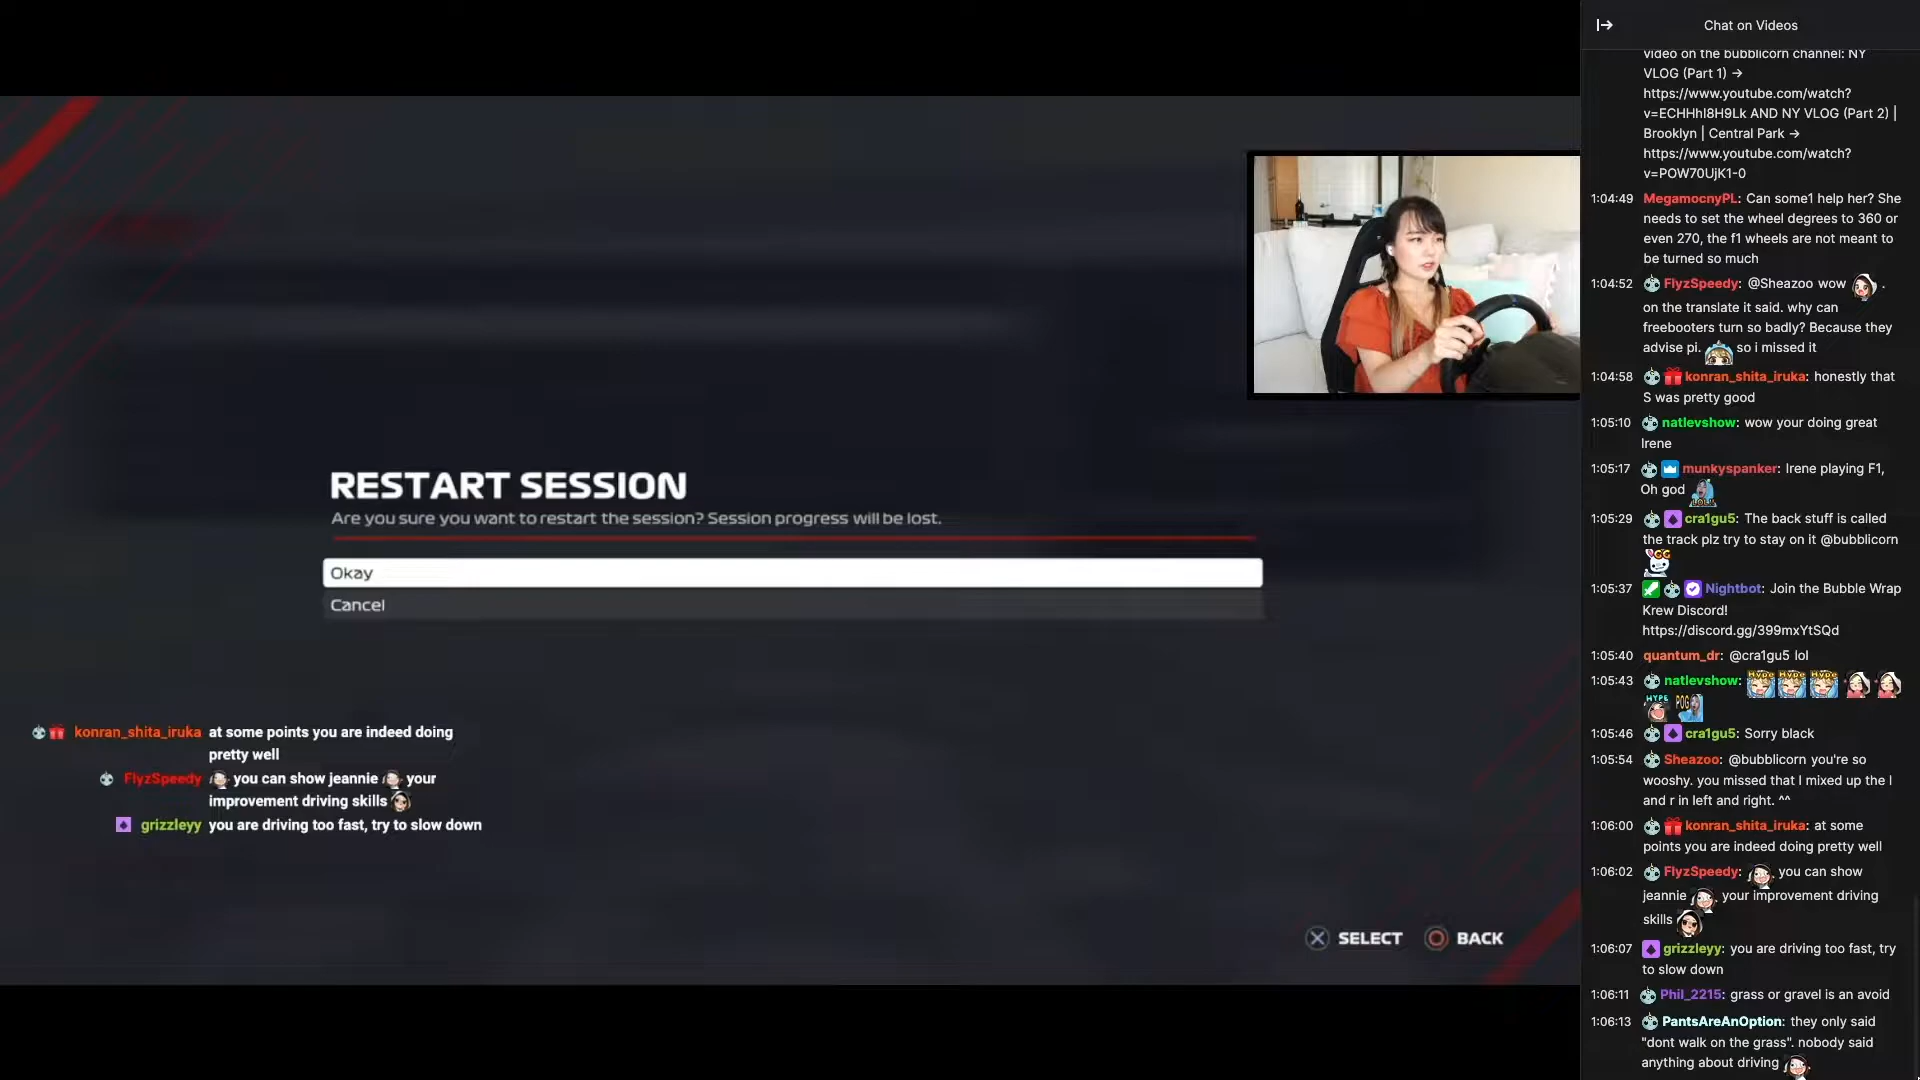 RESTART SESSION
Are you sure you want to restart the session? Session progress will be lost.
Okay
Cancel
konran_shita_iruka at some points you are indeed doing
pretty well
FlyzSpeedy you can show jeannie your
improvement driving skills
grizzleyy you are driving too fast, try to slow down
SELECT BACK
Chat on Videos
video on the bubblicorn channel: NY
VLOG (Part 1) →
https://www.youtube.com/watch?
v=ECHHhI8H9Lk AND NY VLOG (Part 2) |
Brooklyn | Central Park →
https://www.youtube.com/watch?
v=POW70UjK1-0
1:04:49 MegamocnyPL: Can some1 help her? She
needs to set the wheel degrees to 360 or
even 270, the f1 wheels are not meant to
be turned so much
1:04:52 FlyzSpeedy: @Sheazoo wow .
on the translate it said. why can
freebooters turn so badly? Because they
advise pi. so i missed it
1:04:58 konran_shita_iruka: honestly that
S was pretty good
1:05:10 natlevshow: wow your doing great
Irene
1:05:17 munkyspanker: Irene playing F1,
Oh god
1:05:29 cra1gu5: The back stuff is called
the track plz try to stay on it @bubblicorn
GG
1:05:37 Nightbot: Join the Bubble Wrap
Krew Discord!
https://discord.gg/399mxYtSQd
1:05:40 quantum_dr: @cra1gu5 lol
1:05:43 natlevshow: HYPE HYPE HYPE
HYPE POG
1:05:46 cra1gu5: Sorry black
1:05:54 Sheazoo: @bubblicorn you're so
wooshy. you missed that I mixed up the l
and r in left and right. ^^
1:06:00 konran_shita_iruka: at some
points you are indeed doing pretty well
1:06:02 FlyzSpeedy: you can show
jeannie . your improvement driving
skills
1:06:07 grizzleyy: you are driving too fast, try
to slow down
1:06:11 Phil_2215: grass or gravel is an avoid
1:06:13 PantsAreAnOption: they only said
"dont walk on the grass". nobody said
anything about driving